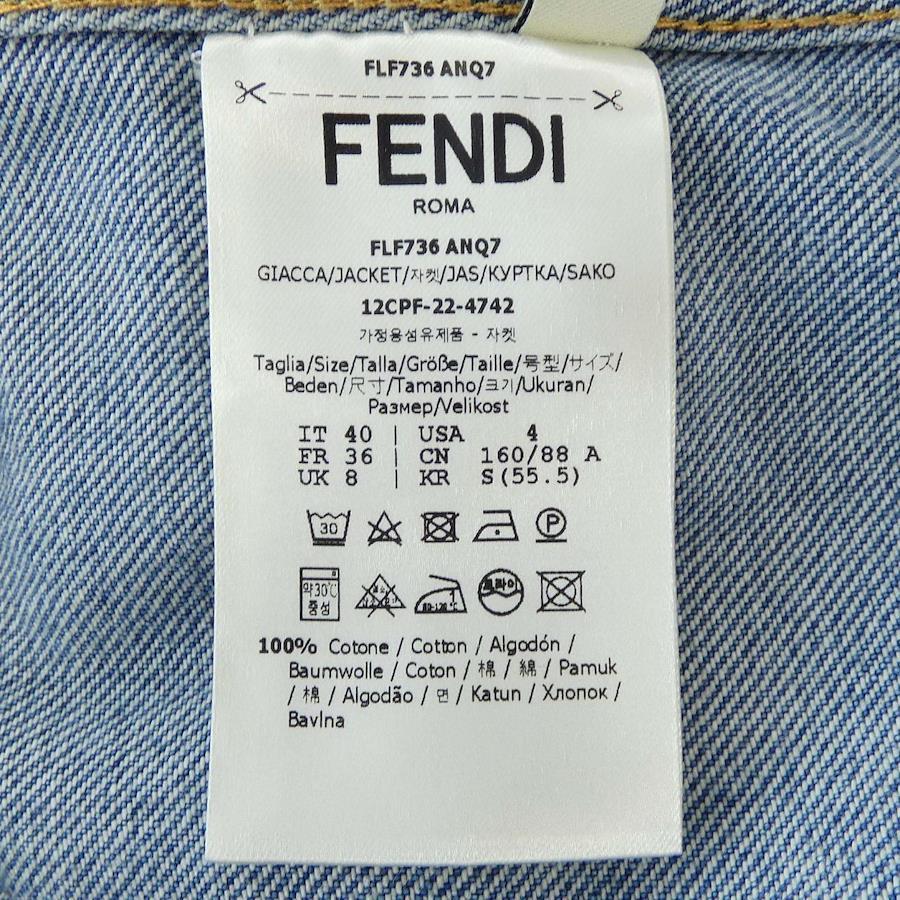 FLF736 ANQ7
FENDI
ROMA
FLF736 ANQ7
GIACCA/JACKET/자켓/JAS/КУРТКА/SAKO
12CPF-22-4742
가정용섬유제품 - 자켓
Taglia/Size/Talla/Größe/Taille/号型/サイズ/
Beden/尺寸/Tamanho/크기/Ukuran/
Размер/Velikost
IT 40 | USA 4
FR 36 | CN 160/88 A
UK 8 | KR S(55.5)
30 P
약30℃ 80-120℃ 드라이
중성
100% Cotone / Cotton / Algodón /
Baumwolle / Coton / 棉 / 綿 / Pamuk
/ 棉 / Algodão / 면 / Katun / Хлопок /
Bavlna